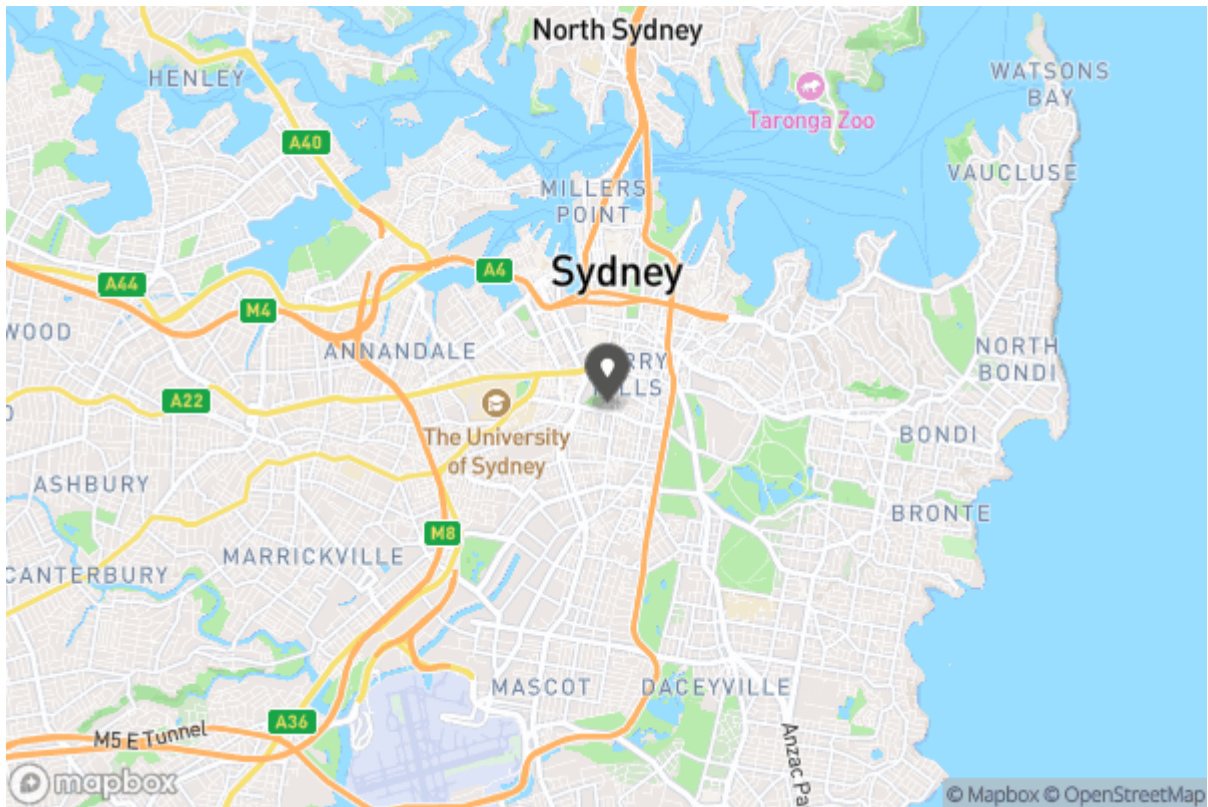 North Sydney
HENLEY
WATSONS
BAY
Taronga Zoo
A40
VAUCLUSE
MILLERS
POINT
Sydney
A4
A44
M4
WOOD
ANNANDALE
NORTH
BONDI
A22
The University
of Sydney
BONDI
ASHBURY
BRONTE
M8
MARRICKVILLE
CANTERBURY
MASCOT
DACEYVILLE
A36
M5 E Tunnel
Anzac Pa
mapbox
© Mapbox © OpenStreetMap